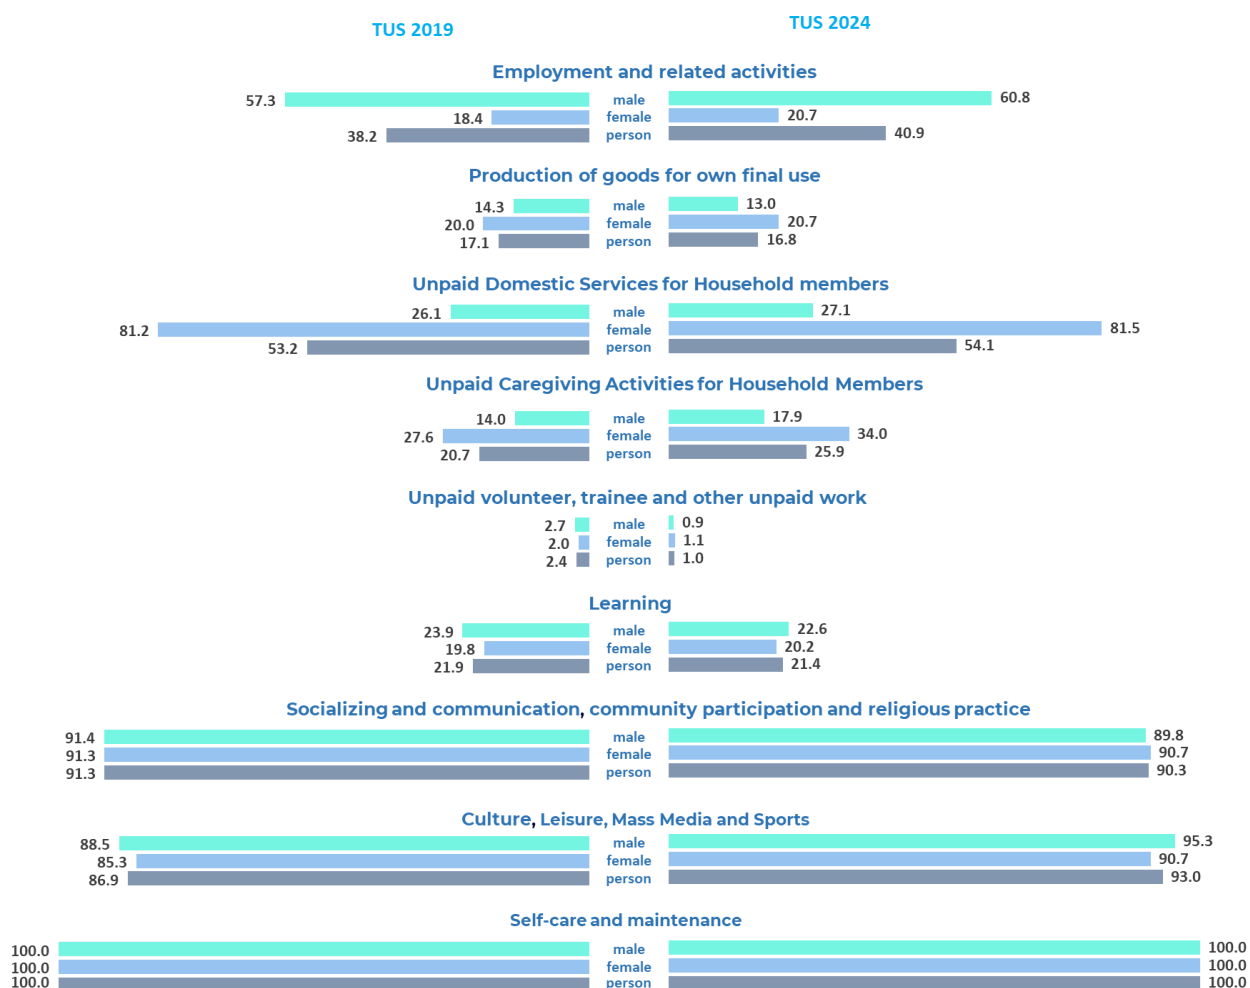 TUS 2019
TUS 2024
Employment and related activities
57.3 male 60.8
18.4 female 20.7
38.2 person 40.9
Production of goods for own final use
14.3 male 13.0
20.0 female 20.7
17.1 person 16.8
Unpaid Domestic Services for Household members
26.1 male 27.1
81.2 female 81.5
53.2 person 54.1
Unpaid Caregiving Activities for Household Members
14.0 male 17.9
27.6 female 34.0
20.7 person 25.9
Unpaid volunteer, trainee and other unpaid work
2.7 male 0.9
2.0 female 1.1
2.4 person 1.0
Learning
23.9 male 22.6
19.8 female 20.2
21.9 person 21.4
Socializing and communication, community participation and religious practice
91.4 male 89.8
91.3 female 90.7
91.3 person 90.3
Culture, Leisure, Mass Media and Sports
88.5 male 95.3
85.3 female 90.7
86.9 person 93.0
Self-care and maintenance
100.0 male 100.0
100.0 female 100.0
100.0 person 100.0